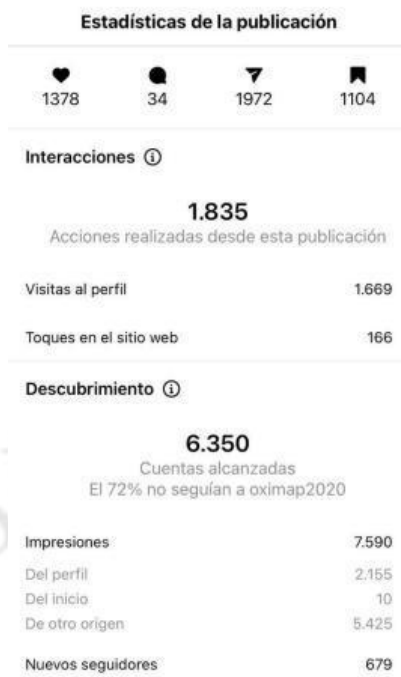 Estadísticas de la publicación
1378 34 1972 1104
Interacciones
1.835
Acciones realizadas desde esta publicación
Visitas al perfil 1.669
Toques en el sitio web 166
Descubrimiento
6.350
Cuentas alcanzadas
El 72% no seguían a oximap2020
Impresiones 7.590
Del perfil 2.155
Del inicio 10
De otro origen 5.425
Nuevos seguidores 679